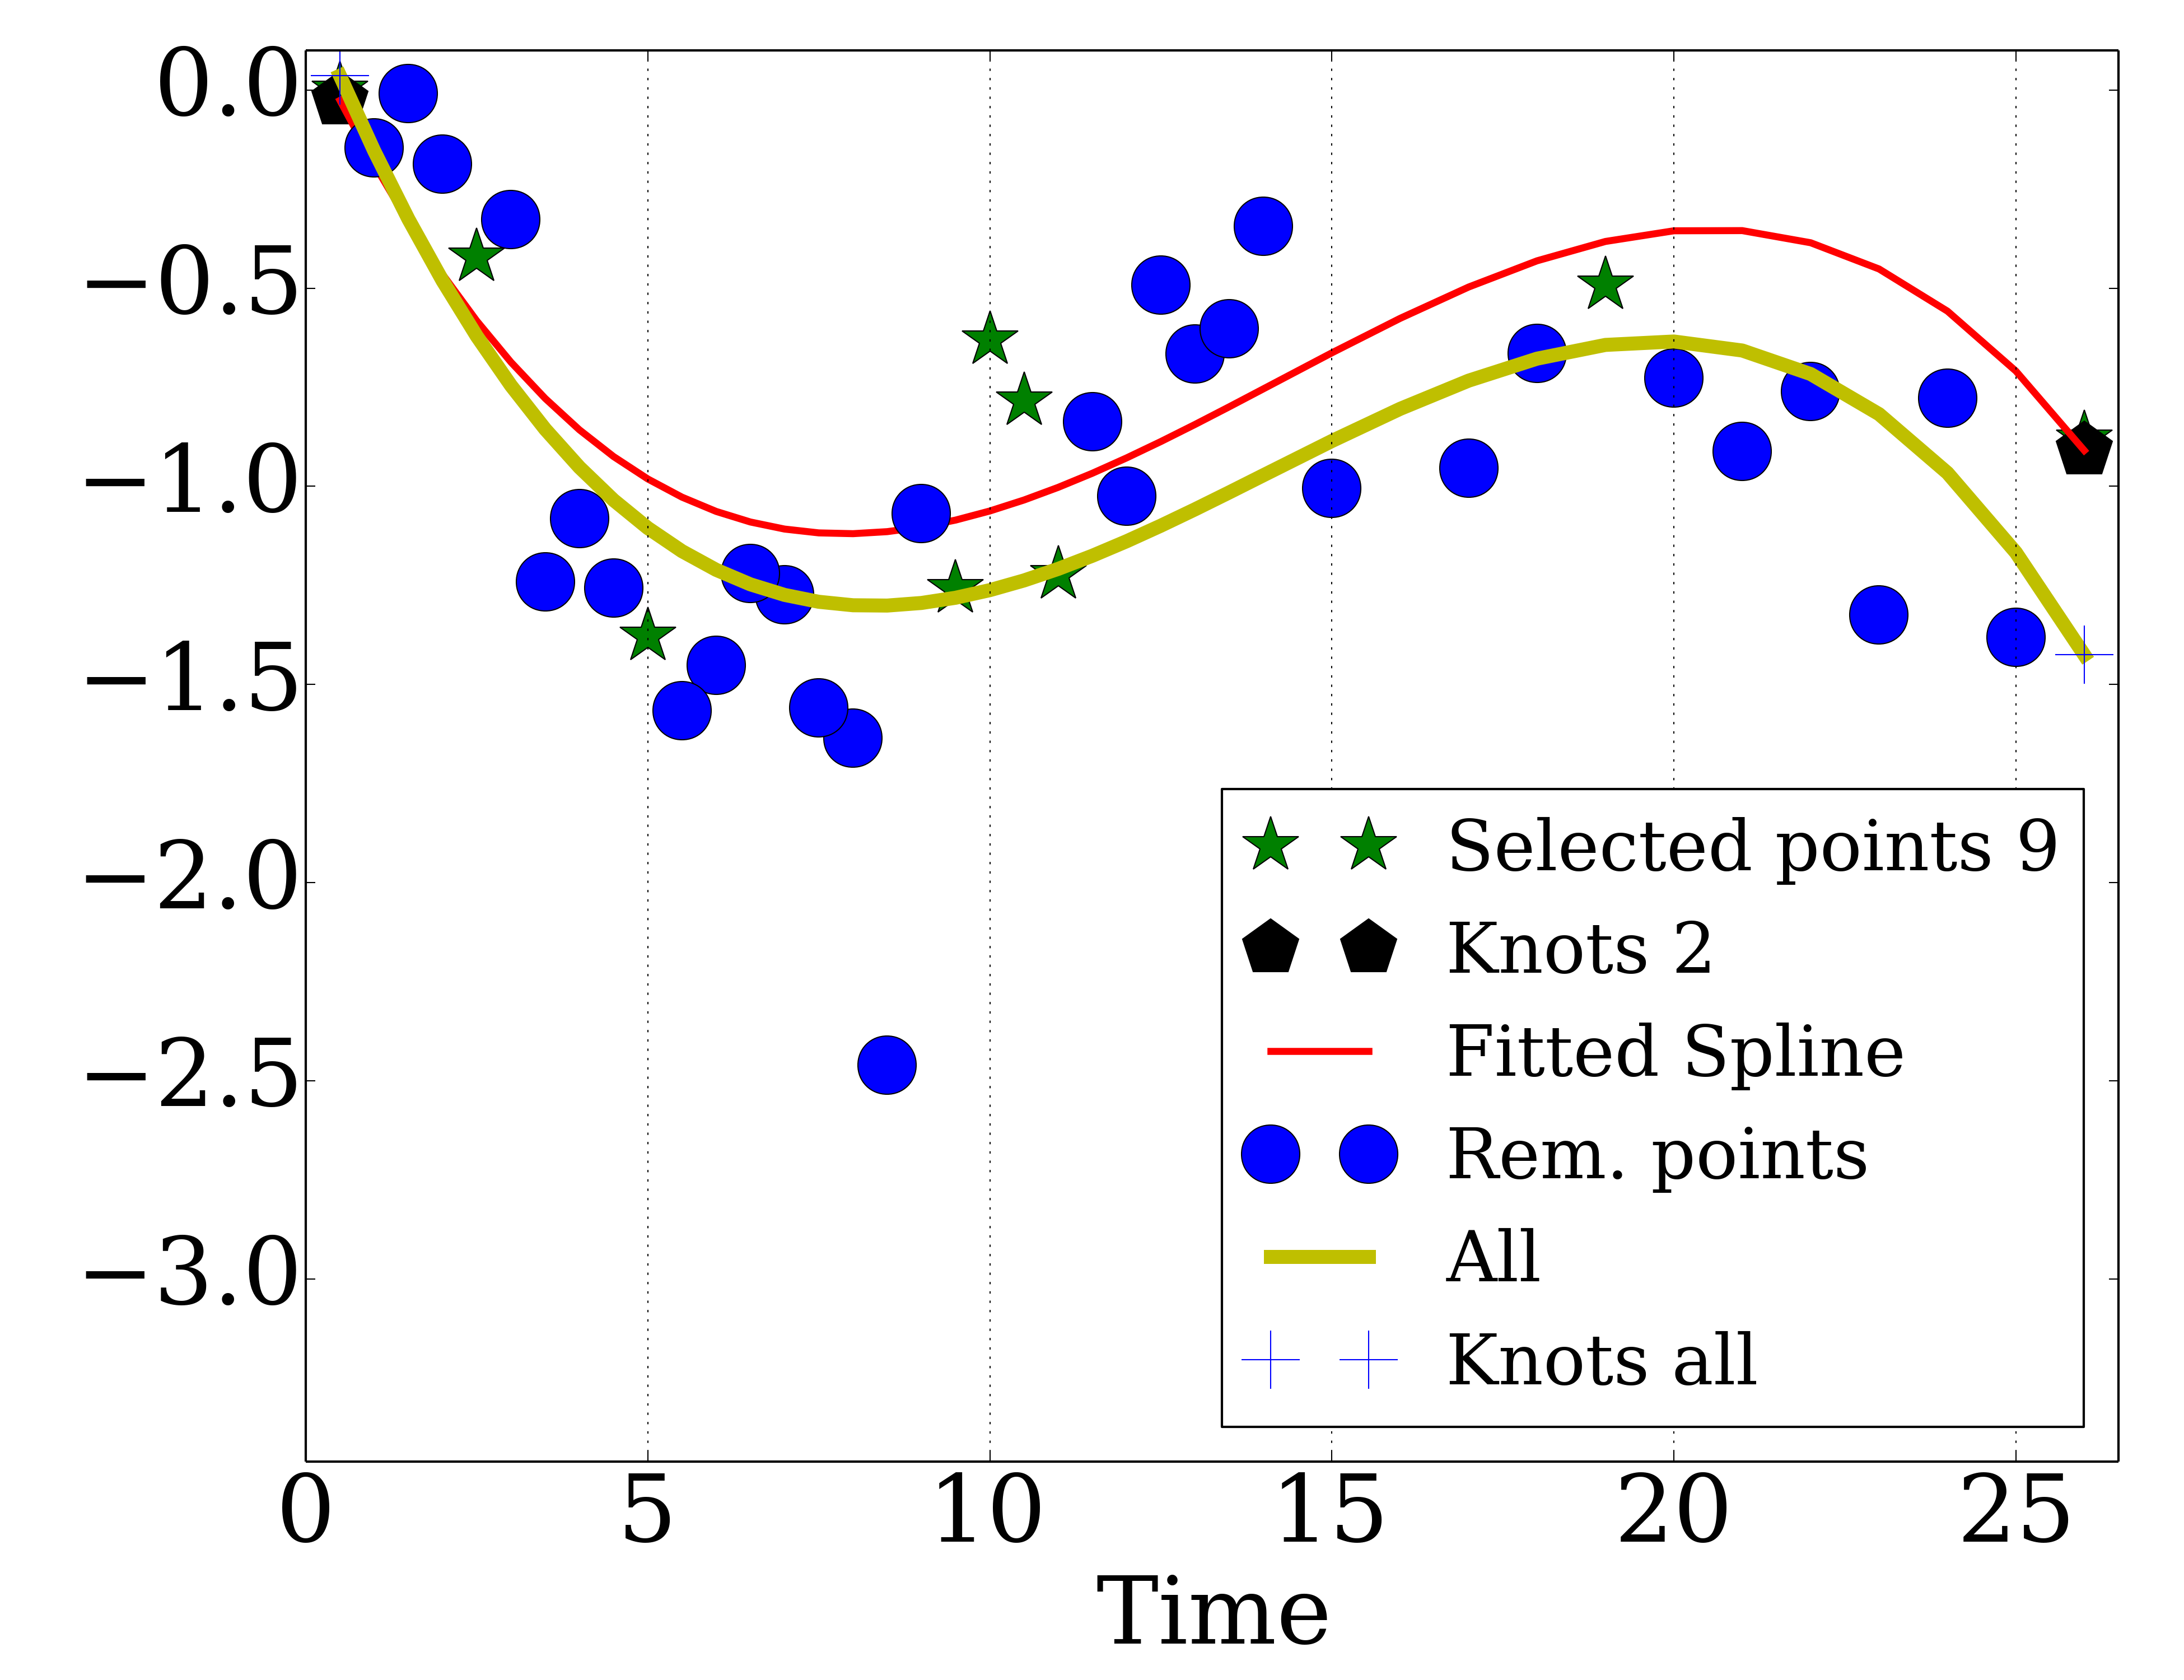 0.0
−0.5
−1.0
−1.5
−2.0
−2.5
−3.0
Selected points 9
Knots 2
Fitted Spline
Rem. points
All
Knots all
0 5 10 15 20 25
Time